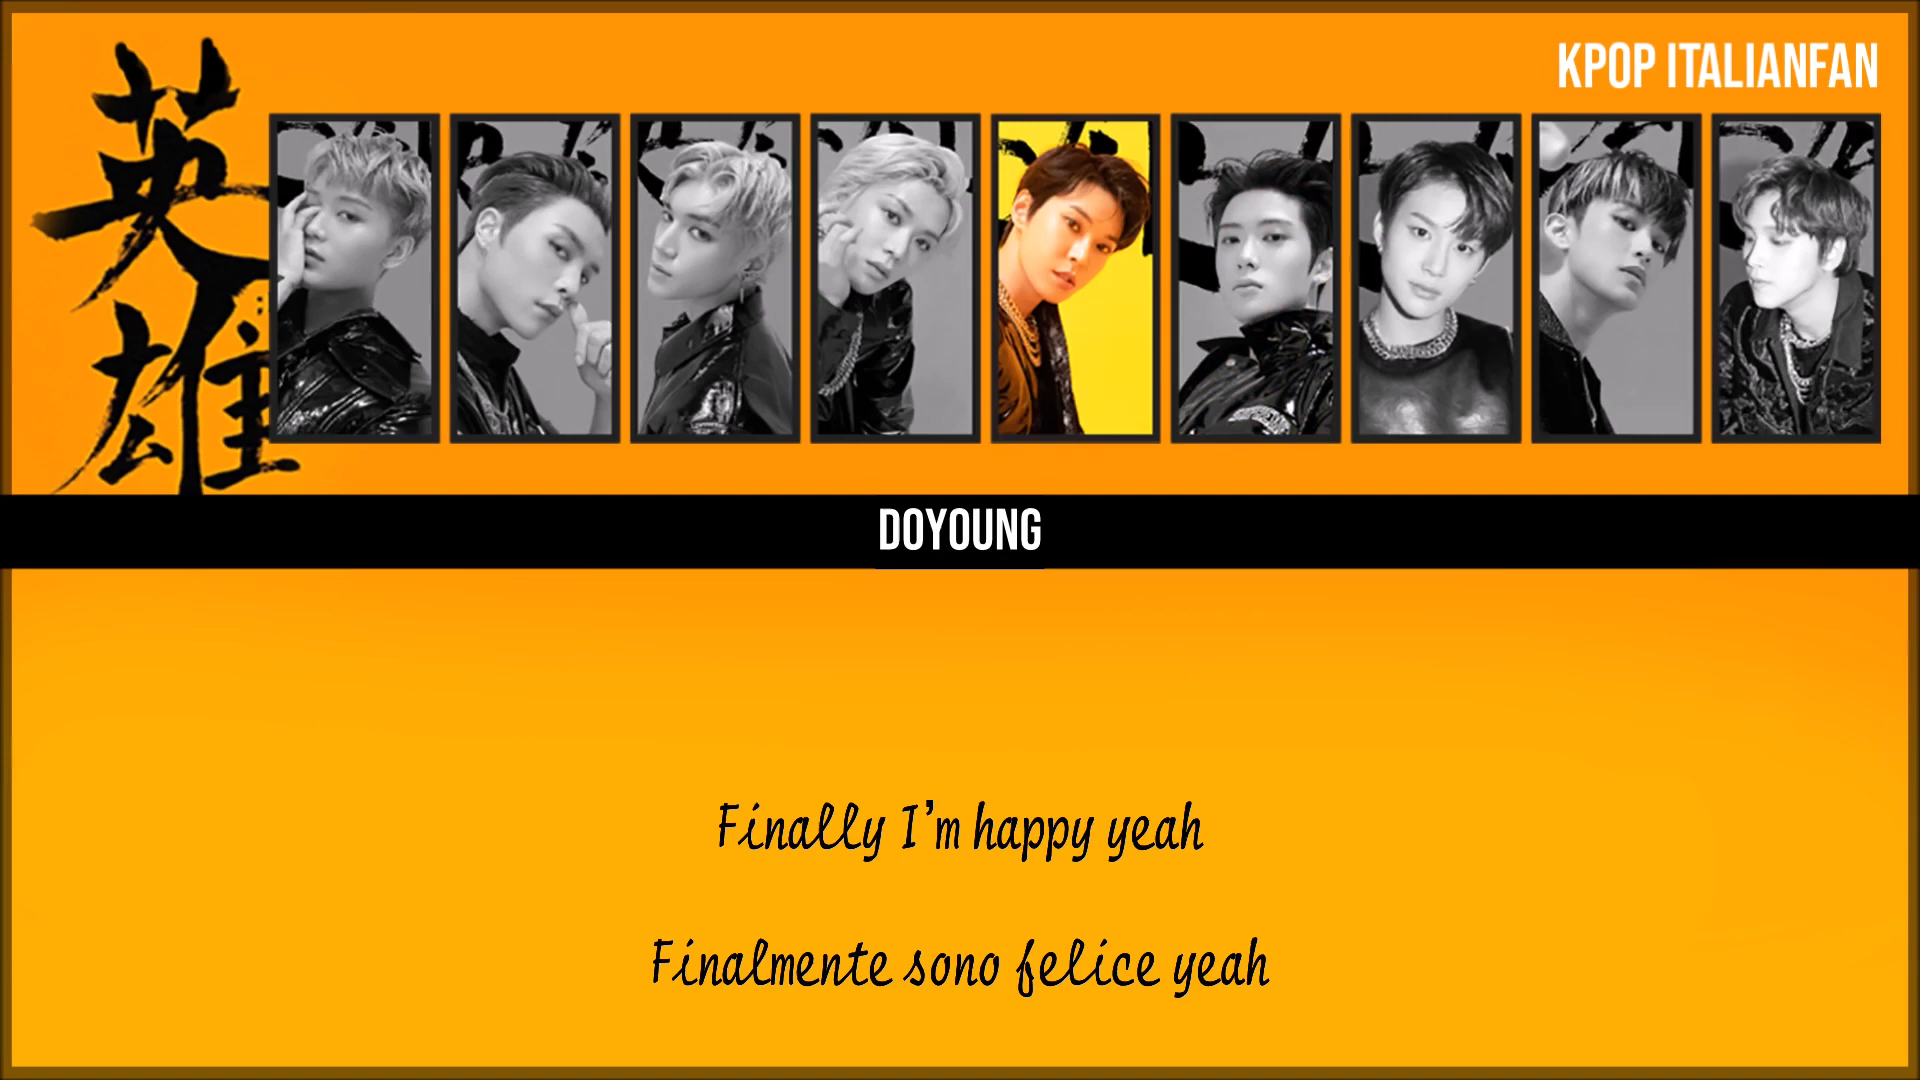 KPOP ITALIANFAN
英
雄
DOYOUNG
Finally I'm happy yeah
Finalmente sono felice yeah